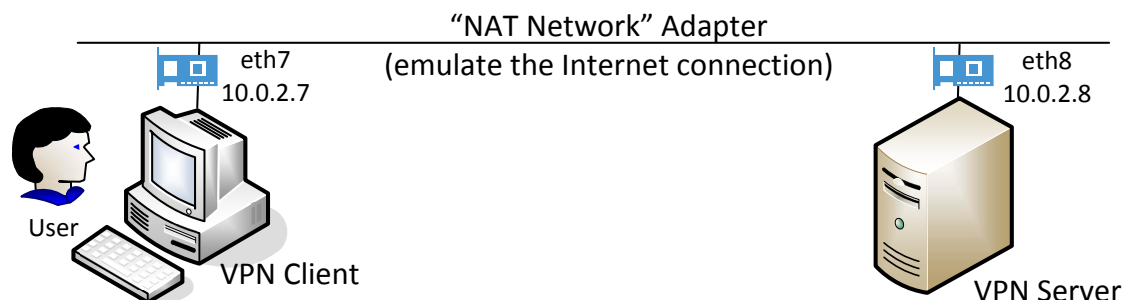 “NAT Network” Adapter
(emulate the Internet connection)
eth7
10.0.2.7
eth8
10.0.2.8
User
VPN Client
VPN Server